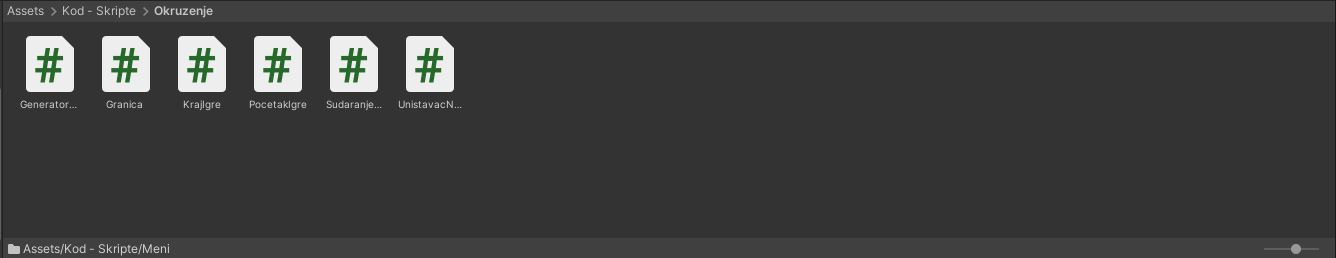 Assets > Kod - Skripte > Okruzenje
# # # # # #
Generator... Granica KrajIgre PocetakIgre Sudaranje... UnistavacN...
Assets/Kod - Skripte/Meni